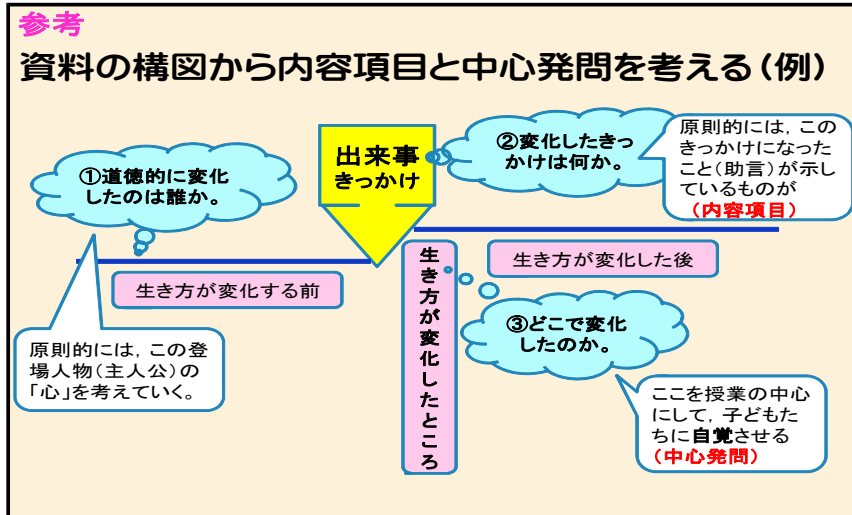 参考
資料の構図から内容項目と中心発問を考える(例)
①道徳的に変化
したのは誰か。
出来事
きっかけ
②変化したきっ
かけは何か。
原則的には，この
きっかけになった
こと(助言)が示し
ているものが
(内容項目)
生き方が変化する前
生き方が変化したところ
生き方が変化した後
原則的には，この登
場人物(主人公)の
「心」を考えていく。
③どこで変化
したのか。
ここを授業の中心
にして，子どもた
ちに自覚させる
(中心発問)